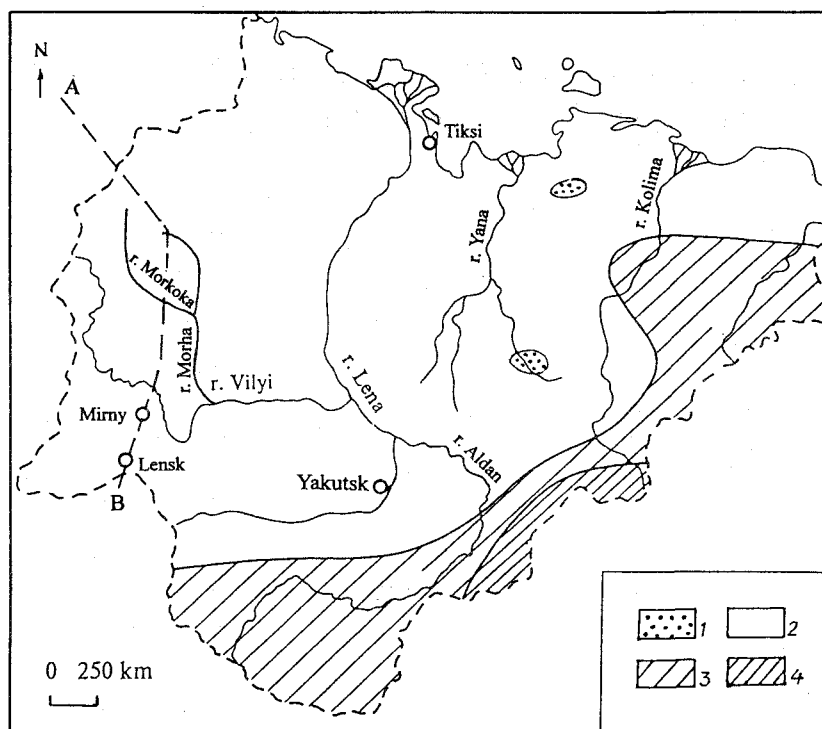 N
A
Tiksi
r. Kolima
r. Yana
r. Morkoka
r. Morha
r. Vilyi
r. Lena
Mirny
r. Aldan
Lensk
Yakutsk
B
1
2
3
4
0 250 km